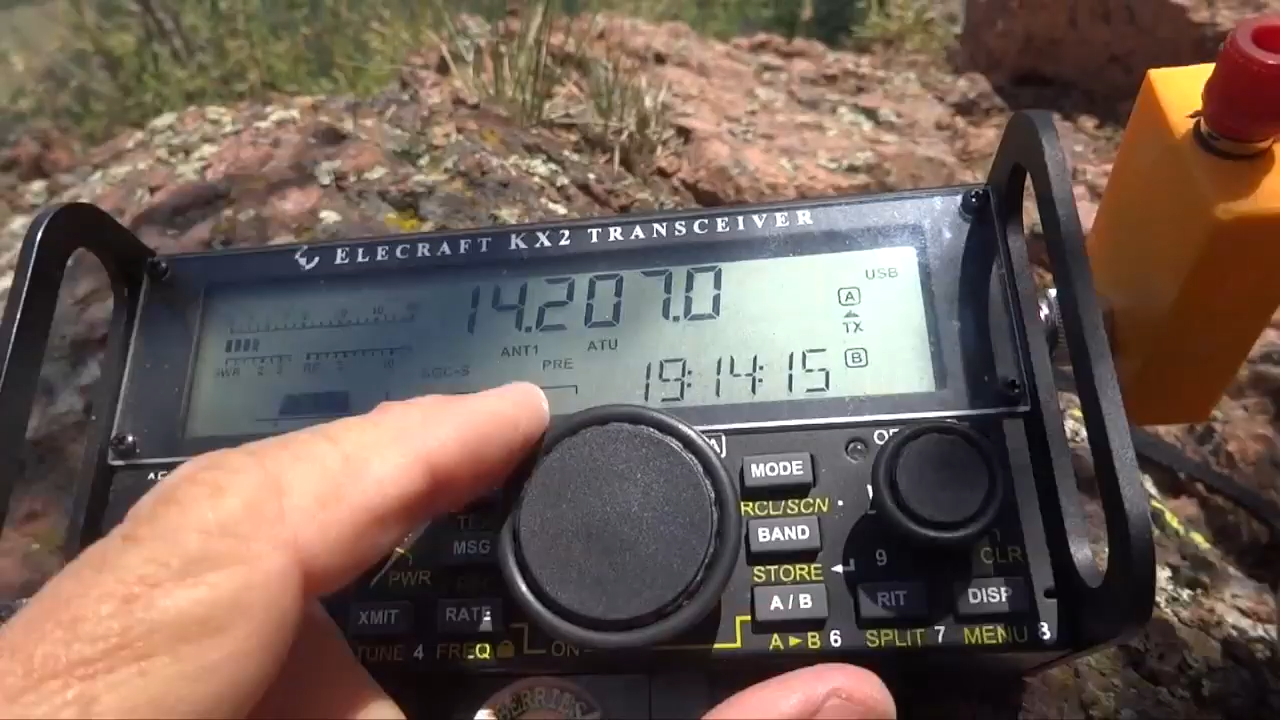 ELECRAFT KX2 TRANSCEIVER
14.207.0
USB
A
TX
ANT1 ATU
PRE
B
19:14:15
MODE
RCL/SCN
BAND
9
CLR
MSG
PWR
STORE
A / B
RIT
DISP
XMIT
RATE
TUNE 4
FREQ
ON
A ► B 6
SPLIT 7
MENU 8